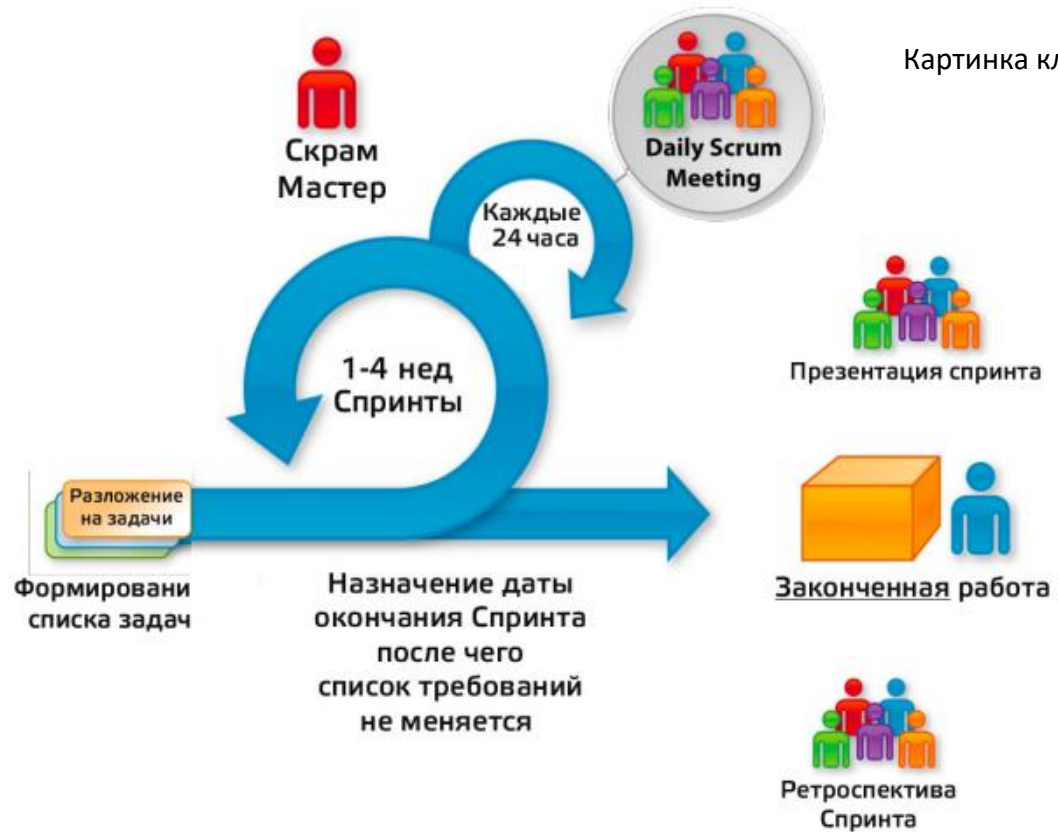 Картинка кл
Скрам
Мастер
Daily Scrum
Meeting
Каждые
24 часа
Презентация спринта
1-4 нед
Спринты
Разложение
на задачи
Формировани
списка задач
Назначение даты
окончания Спринта
после чего
список требований
не меняется
Законченная работа
Ретроспектива
Спринта